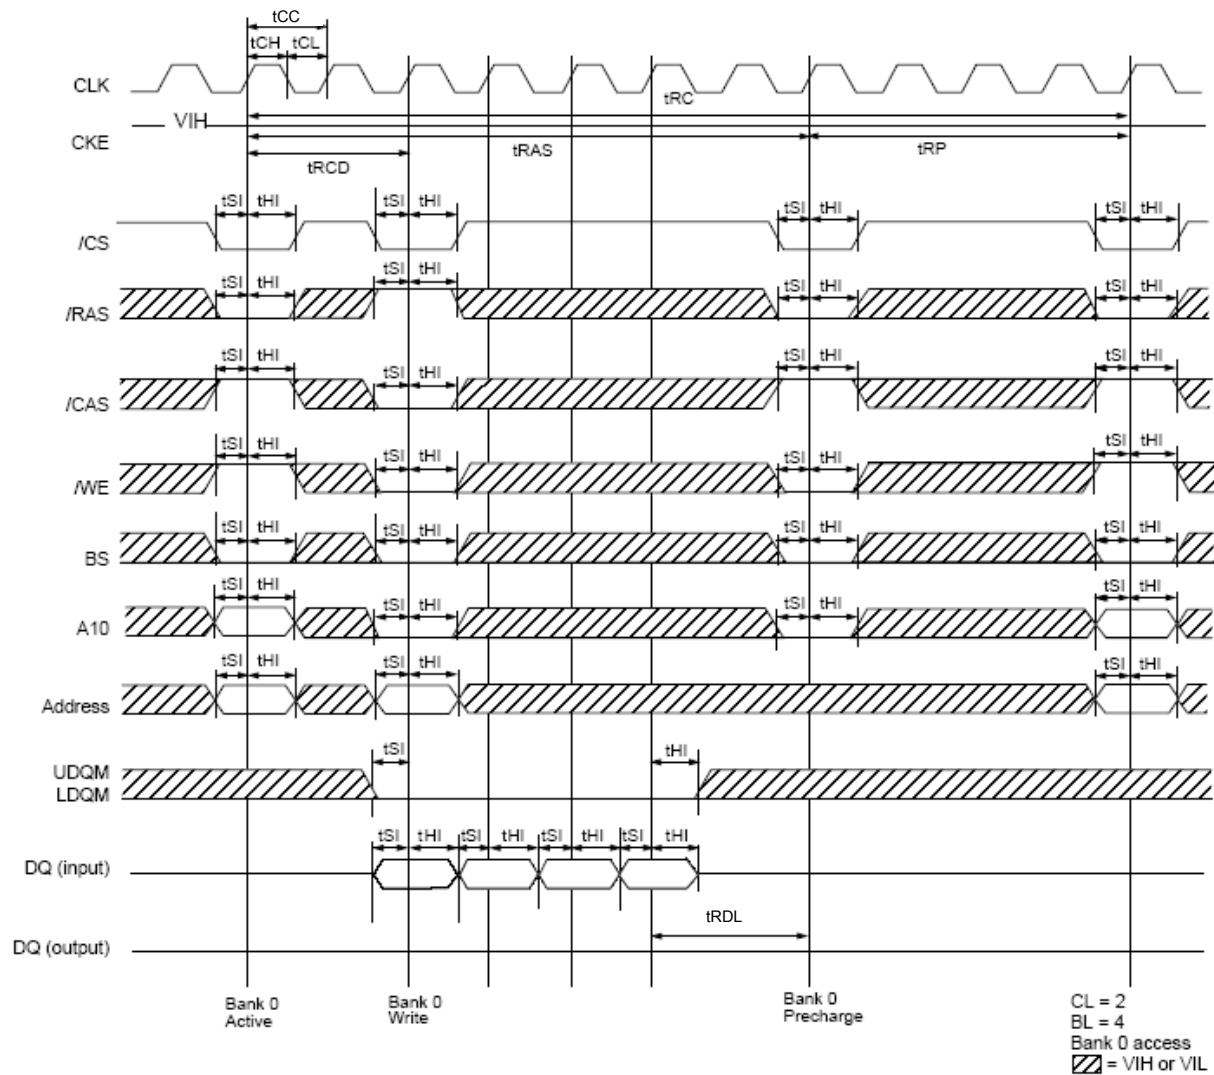 tCC
tCH tCL
CLK
tRC
VIH
CKE
tRAS tRP
tRCD
tSI tHI tSI tHI tSI tHI tSI tHI
/CS
tSI tHI tSI tHI tSI tHI tSI tHI
/RAS
tSI tHI tSI tHI tSI tHI tSI tHI
/CAS
tSI tHI tSI tHI tSI tHI tSI tHI
/WE
tSI tHI tSI tHI tSI tHI tSI tHI
BS
tSI tHI tSI tHI tSI tHI tSI tHI
A10
tSI tHI tSI tHI tSI tHI
Address
tSI tHI
UDQM
LDQM
tSI tHI tSI tHI tSI tHI tSI tHI
DQ (input)
tRDL
DQ (output)
Bank 0
Active
Bank 0
Write
Bank 0
Precharge
CL = 2
BL = 4
Bank 0 access
= VIH or VIL